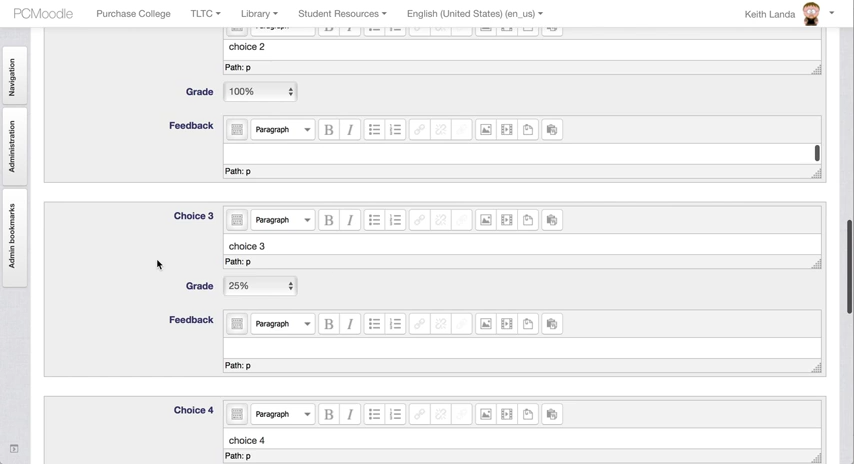 PCMoodle Purchase College TLTC Library Student Resources English (United States) (en_us) Keith Landa
Navigation
Administration
Admin bookmarks
choice 2
Path: p
Grade 100%
Feedback Paragraph B I
Path: p
Choice 3 Paragraph B I
choice 3
Path: p
Grade 25%
Feedback Paragraph B I
Path: p
Choice 4 Paragraph B I
choice 4
Path: p